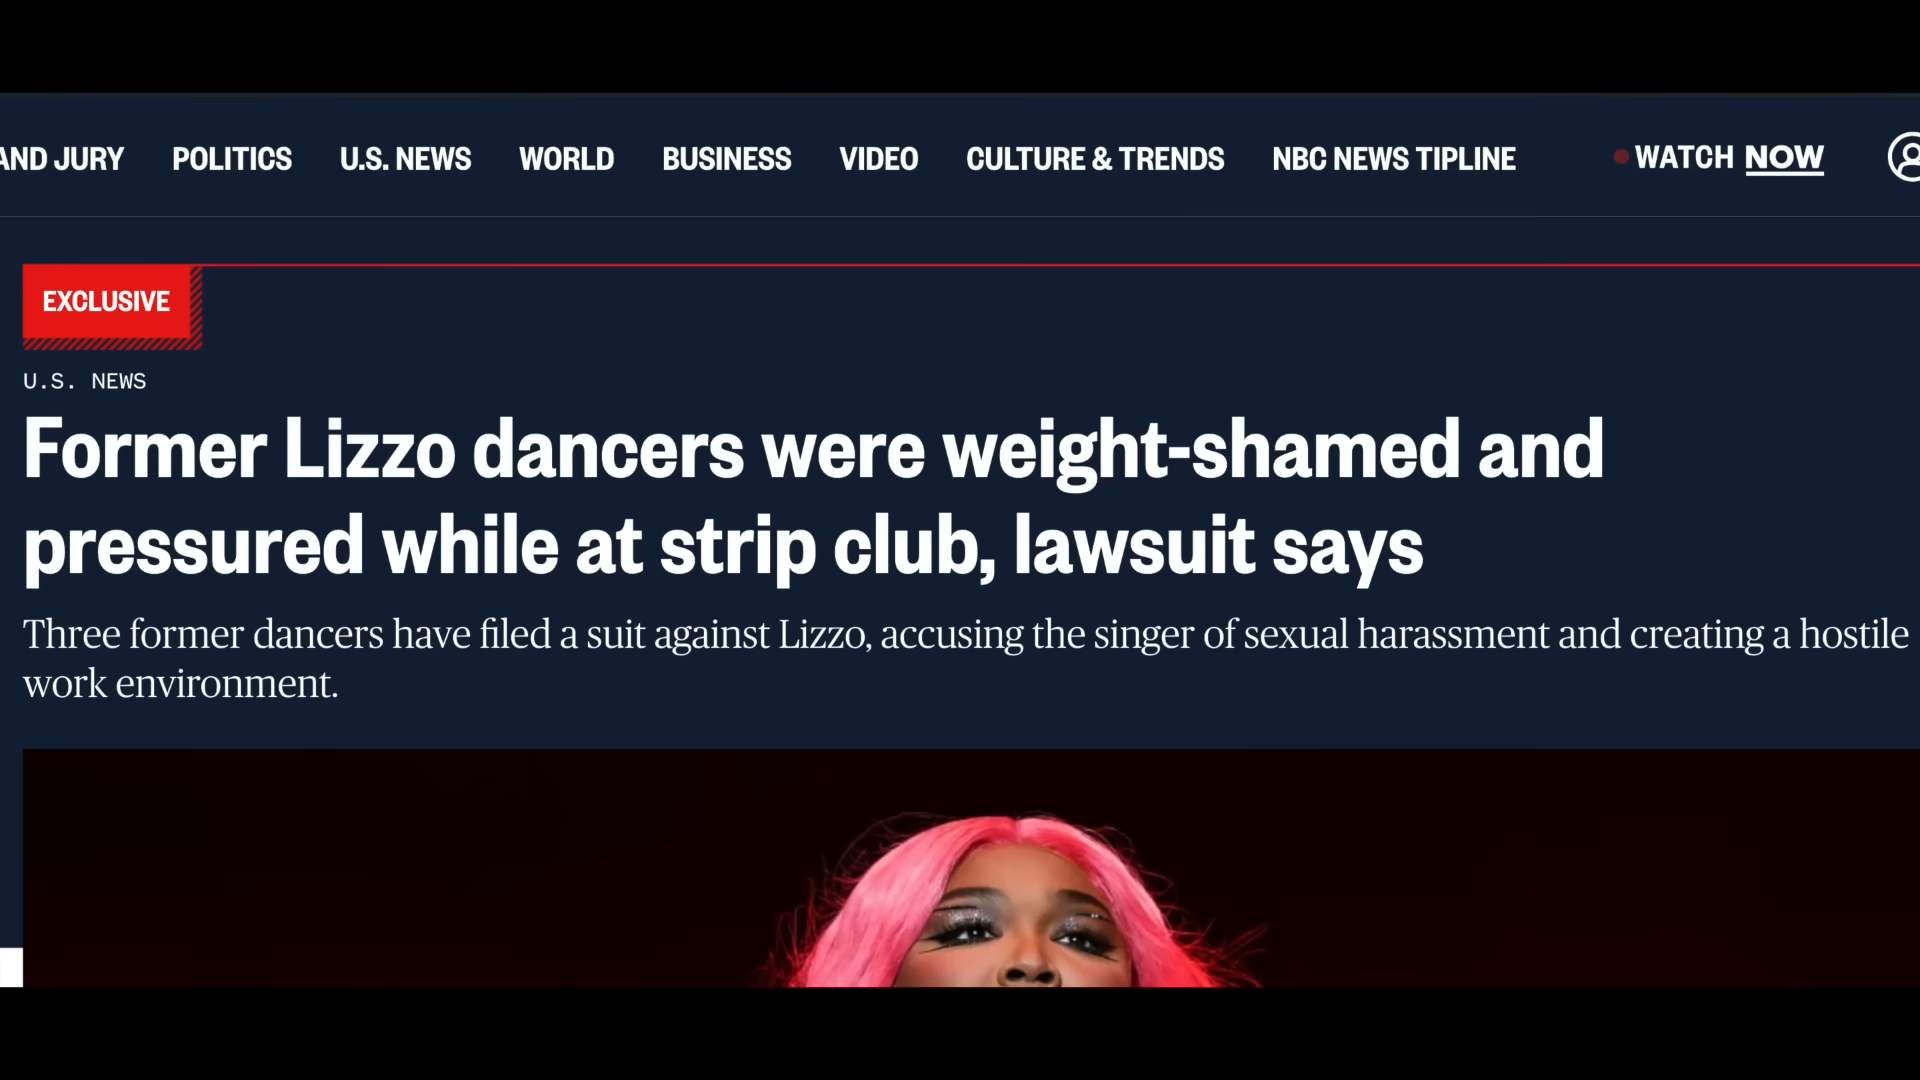 AND JURY POLITICS U.S. NEWS WORLD BUSINESS VIDEO CULTURE & TRENDS NBC NEWS TIPLINE WATCH NOW
EXCLUSIVE
U.S. NEWS
Former Lizzo dancers were weight-shamed and
pressured while at strip club, lawsuit says
Three former dancers have filed a suit against Lizzo, accusing the singer of sexual harassment and creating a hostile
work environment.